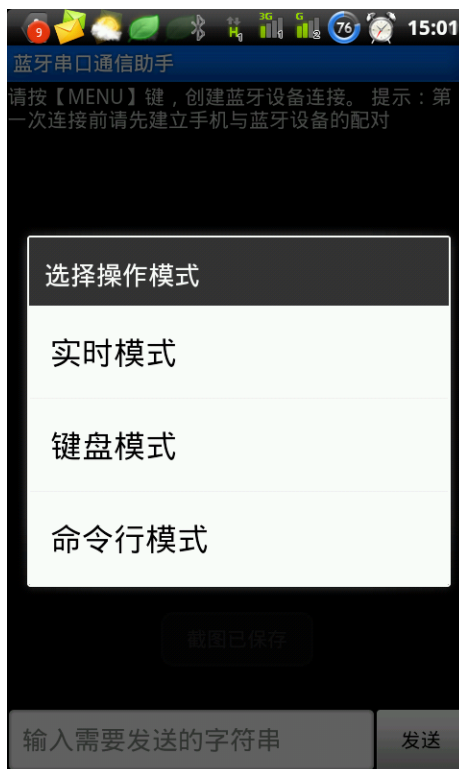 9 3G G 76 15:01
蓝牙串口通信助手
请按【MENU】键，创建蓝牙设备连接。 提示：第
一次连接前请先建立手机与蓝牙设备的配对
选择操作模式
实时模式
键盘模式
命令行模式
截图已保存
输入需要发送的字符串 发送